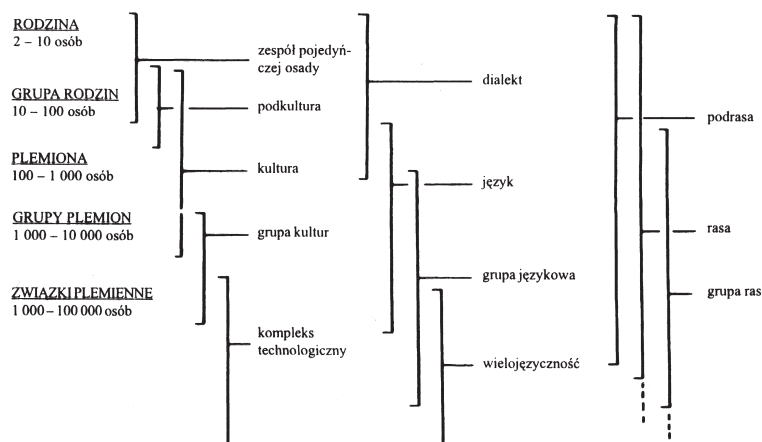 RODZINA
2 – 10 osób
GRUPA RODZIN
10 – 100 osób
PLEMIONA
100 – 1 000 osób
GRUPY PLEMION
1 000 – 10 000 osób
ZWIĄZKI PLEMIENNE
1 000 – 100 000 osób
zespół pojedyń-
czej osady
podkultura
kultura
grupa kultur
kompleks
technologiczny
dialekt
język
grupa językowa
wielojęzyczność
podrasa
rasa
grupa ras